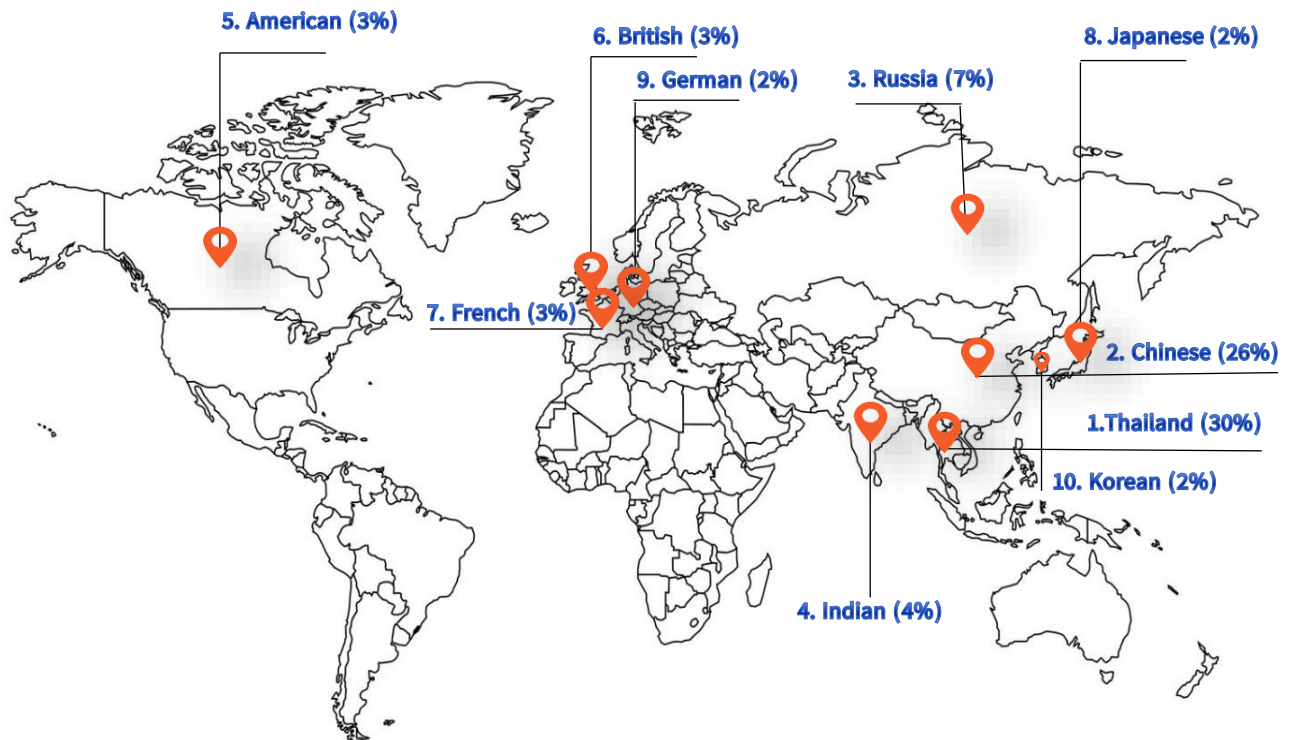 5. American (3%)
6. British (3%)
8. Japanese (2%)
9. German (2%)
3. Russia (7%)
7. French (3%)
2. Chinese (26%)
1.Thailand (30%)
10. Korean (2%)
4. Indian (4%)